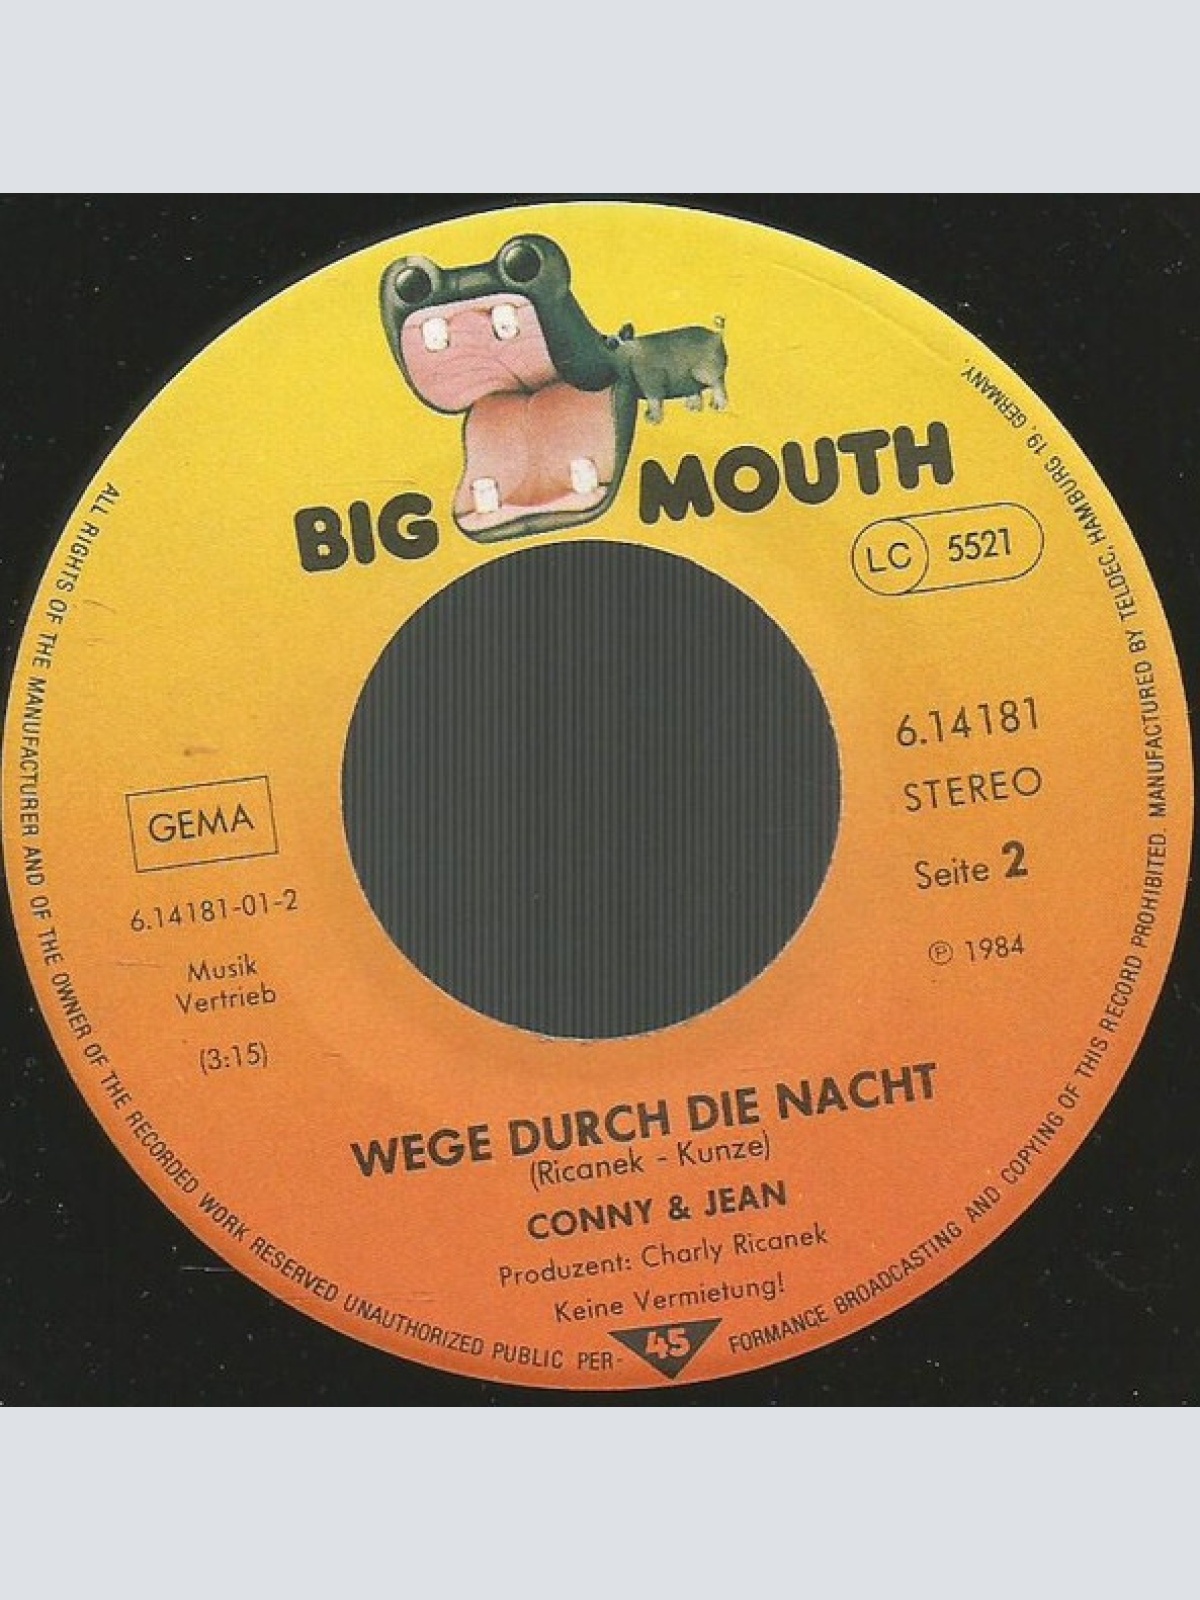 BIG MOUTH
LC 5521
6.14181
STEREO
Seite 2
℗ 1984
GEMA
6.14181-01-2
Musik
Vertrieb
(3:15)
WEGE DURCH DIE NACHT
(Ricanek - Kunze)
CONNY & JEAN
Produzent: Charly Ricanek
Keine Vermietung!
45
ALL RIGHTS OF THE MANUFACTURER AND OF THE OWNER OF THE RECORDED WORK RESERVED UNAUTHORIZED PUBLIC PER-FORMANCE BROADCASTING AND COPYING OF THIS RECORD PROHIBITED. MANUFACTURED BY TELDEC, HAMBURG 19, GERMANY.